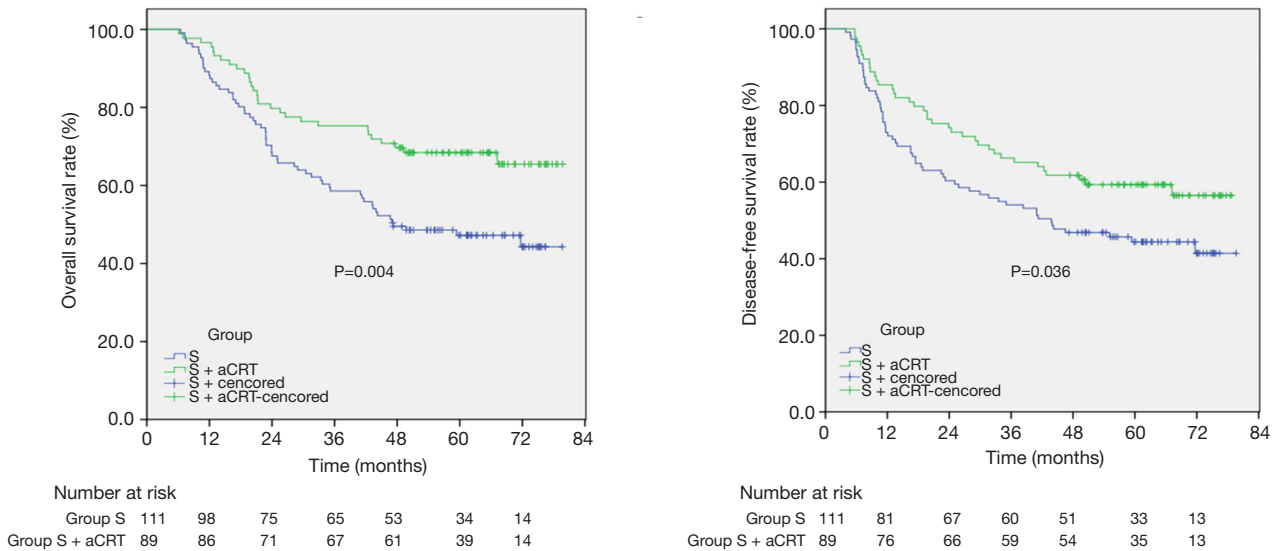 Overall survival rate (%)
100.0
80.0
60.0
40.0
20.0
0.0
P=0.004
Group
S
S + aCRT
S + cencored
S + aCRT-cencored
0 12 24 36 48 60 72 84
Time (months)
Number at risk
Group S 111 98 75 65 53 34 14
Group S + aCRT 89 86 71 67 61 39 14
Disease-free survival rate (%)
100.0
80.0
60.0
40.0
20.0
0.0
P=0.036
Group
S
S + aCRT
S + cencored
S + aCRT-cencored
0 12 24 36 48 60 72 84
Time (months)
Number at risk
Group S 111 81 67 60 51 33 13
Group S + aCRT 89 76 66 59 54 35 13